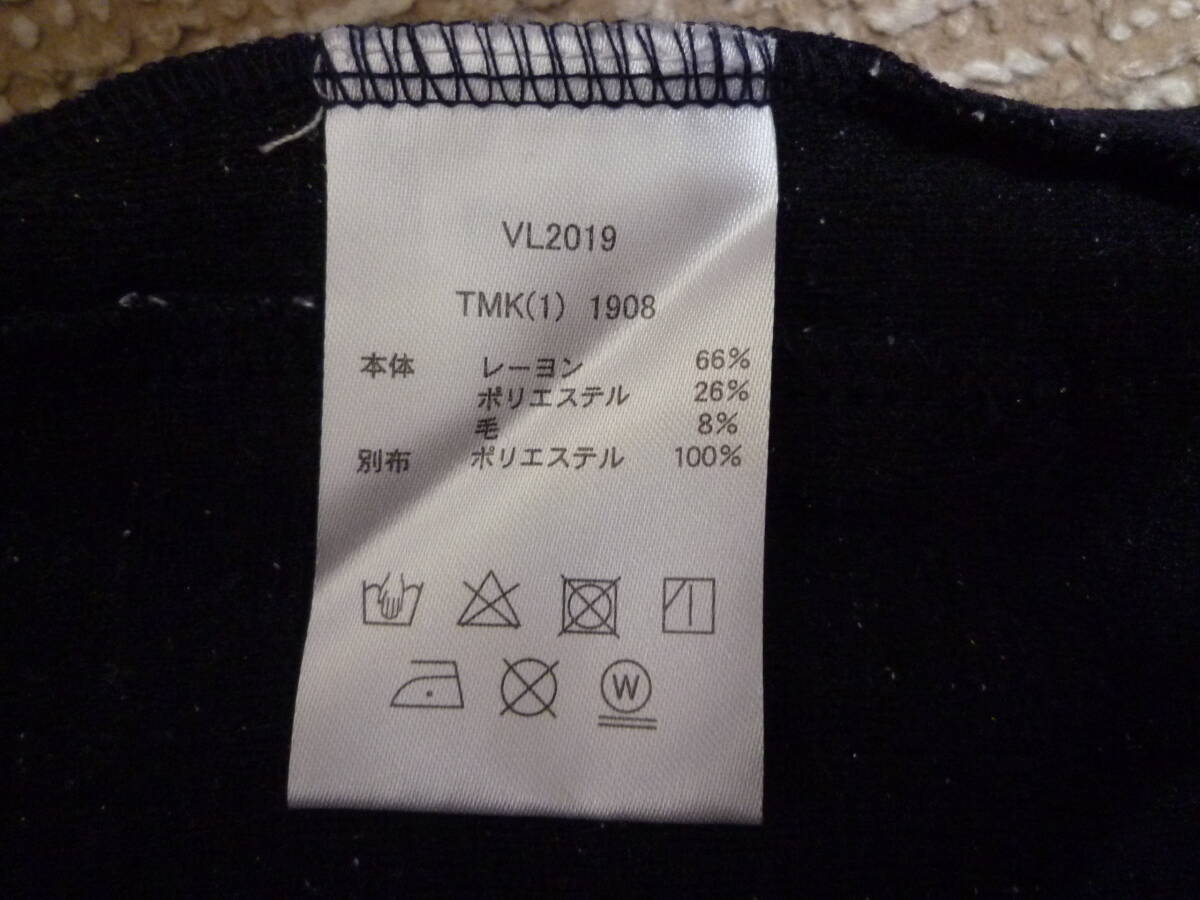 VL2019
TMK(1) 1908
本体 レーヨン 66%
ポリエステル 26%
毛 8%
別布 ポリエステル 100%
W